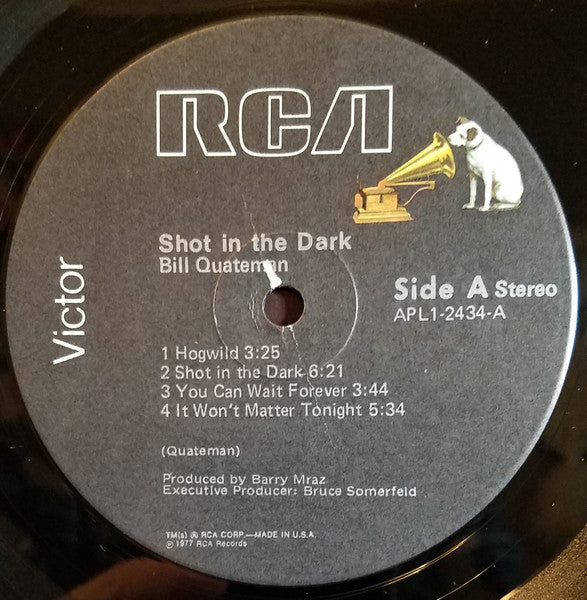 RCA
Victor
Shot in the Dark
Bill Quateman
Side A Stereo
APL1-2434-A
1 Hogwild 3:25
2 Shot in the Dark 6:21
3 You Can Wait Forever 3:44
4 It Won't Matter Tonight 5:34
(Quateman)
Produced by Barry Mraz
Executive Producer: Bruce Somerfeld
TM(s) ® RCA CORP.—MADE IN U.S.A.
℗ 1977 RCA Records